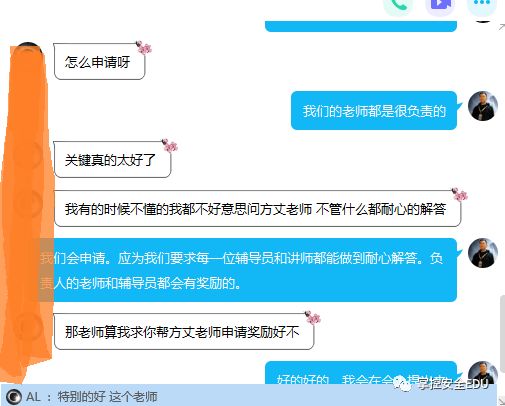 怎么申请呀
我们的老师都是很负责的
关键真的太好了
我有的时候不懂的我都不好意思问方丈老师 不管什么都耐心的解答
我们会申请。应为我们要求每一位辅导员和讲师都能做到耐心解答。负
责人的老师和辅导员都会有奖励的。
那老师算我求你帮方丈老师申请奖励好不
好的好的，我会在会
掌控安全EDU
AL ： 特别的好 这个老师